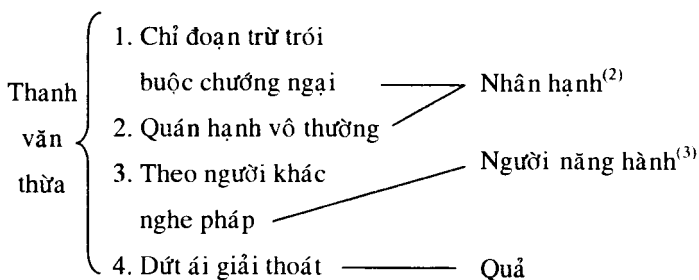 Thanh
văn
thừa
1. Chỉ đoạn trừ trói
buộc chướng ngại
2. Quán hạnh vô thường
3. Theo người khác
nghe pháp
4. Dứt ái giải thoát
Nhân hạnh(2)
Người năng hành(3)
Quả